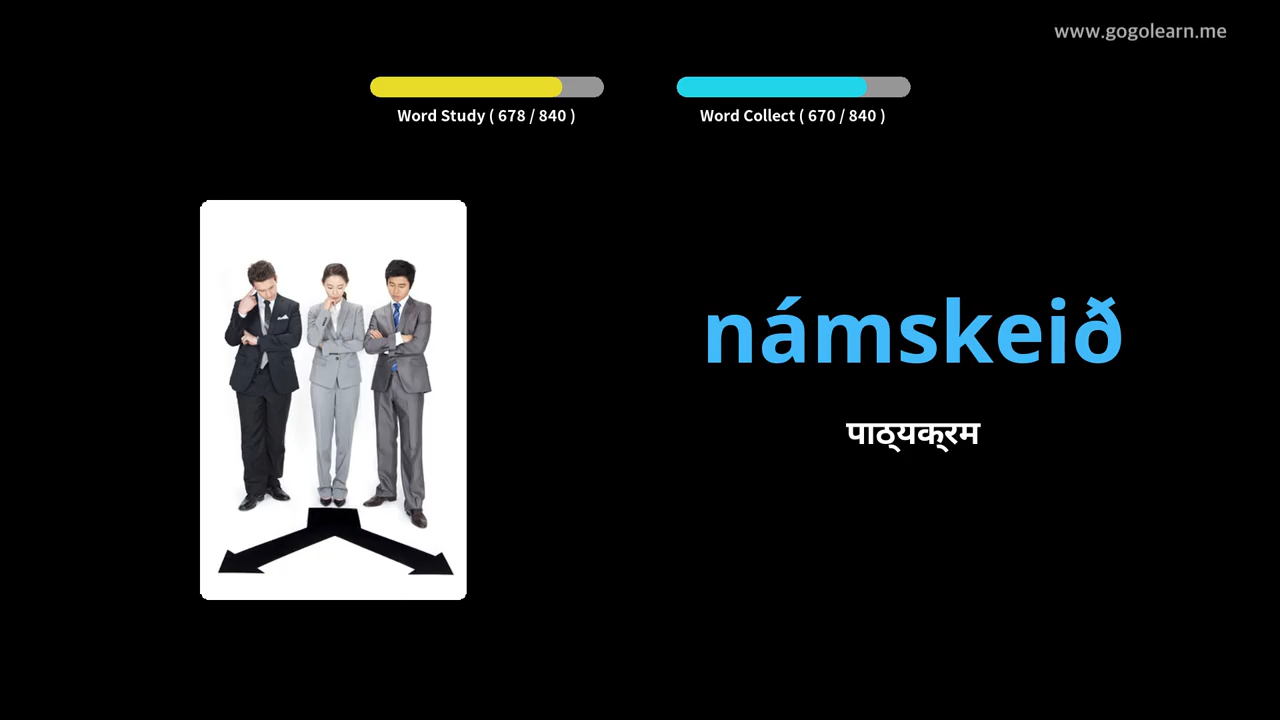 www.gogolearn.me
Word Study ( 678 / 840 )
Word Collect ( 670 / 840 )
námskeið
पाठ्यक्रम